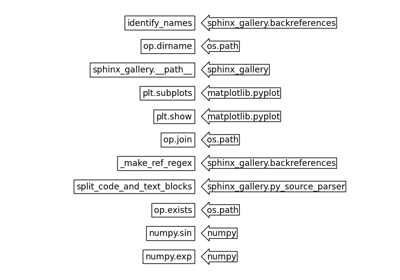 identify_names sphinx_gallery.backreferences
op.dirname os.path
sphinx_gallery.__path__ sphinx_gallery
plt.subplots matplotlib.pyplot
plt.show matplotlib.pyplot
op.join os.path
_make_ref_regex sphinx_gallery.backreferences
split_code_and_text_blocks sphinx_gallery.py_source_parser
op.exists os.path
numpy.sin numpy
numpy.exp numpy